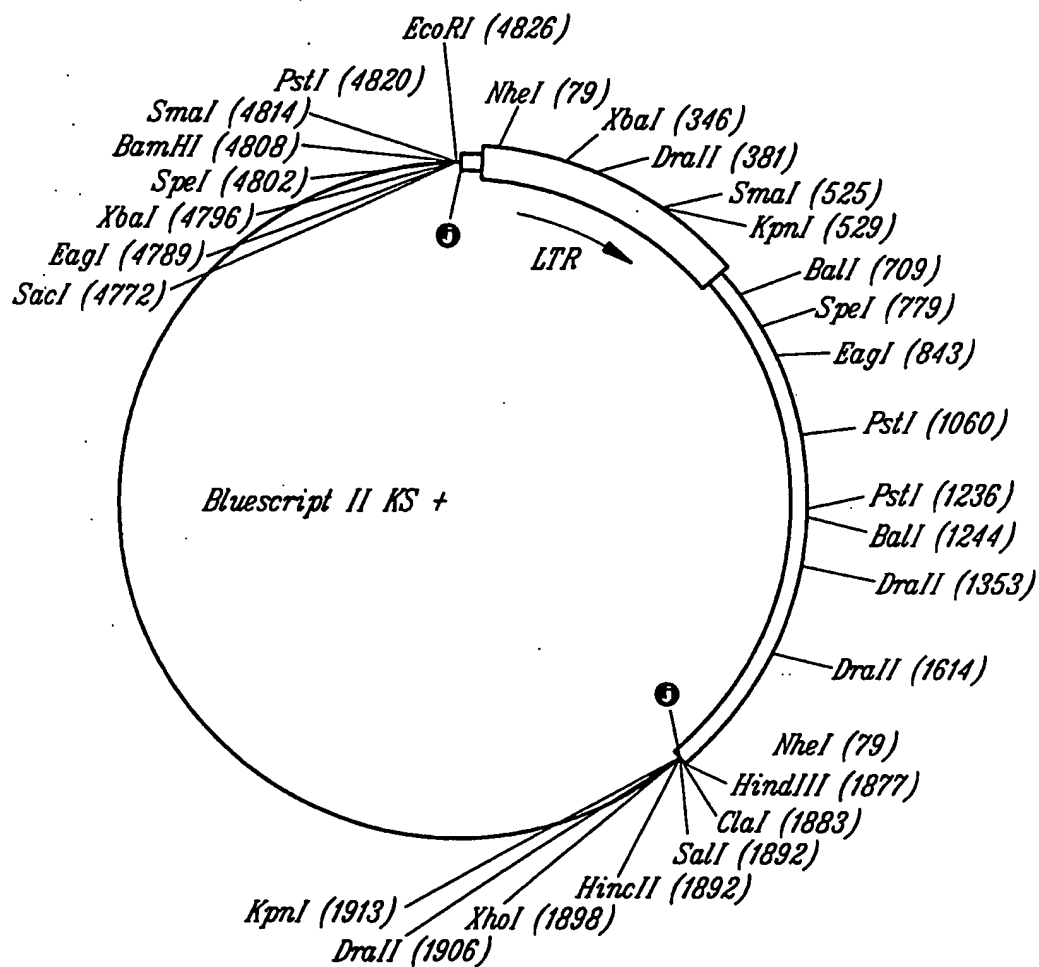 EcoRI (4826)
PstI (4820)
SmaI (4814)
BamHI (4808)
SpeI (4802)
XbaI (4796)
EagI (4789)
SacI (4772)
NheI (79)
XbaI (346)
DraII (381)
SmaI (525)
KpnI (529)
BalI (709)
SpeI (779)
EagI (843)
PstI (1060)
PstI (1236)
BalI (1244)
DraII (1353)
DraII (1614)
NheI (79)
HindIII (1877)
ClaI (1883)
SalI (1892)
HincII (1892)
XhoI (1898)
DraII (1906)
KpnI (1913)
j
LTR
Bluescript II KS +
j